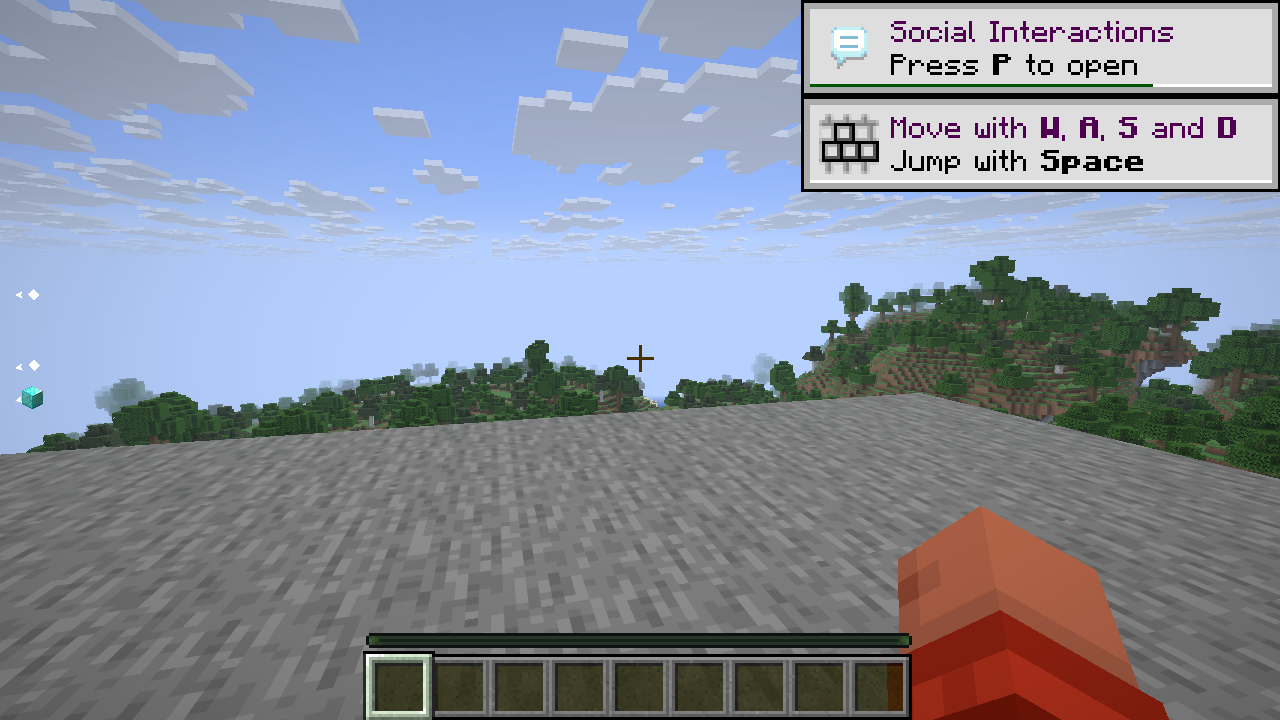 Social Interactions
Press P to open
Move with W, A, S and D
Jump with Space